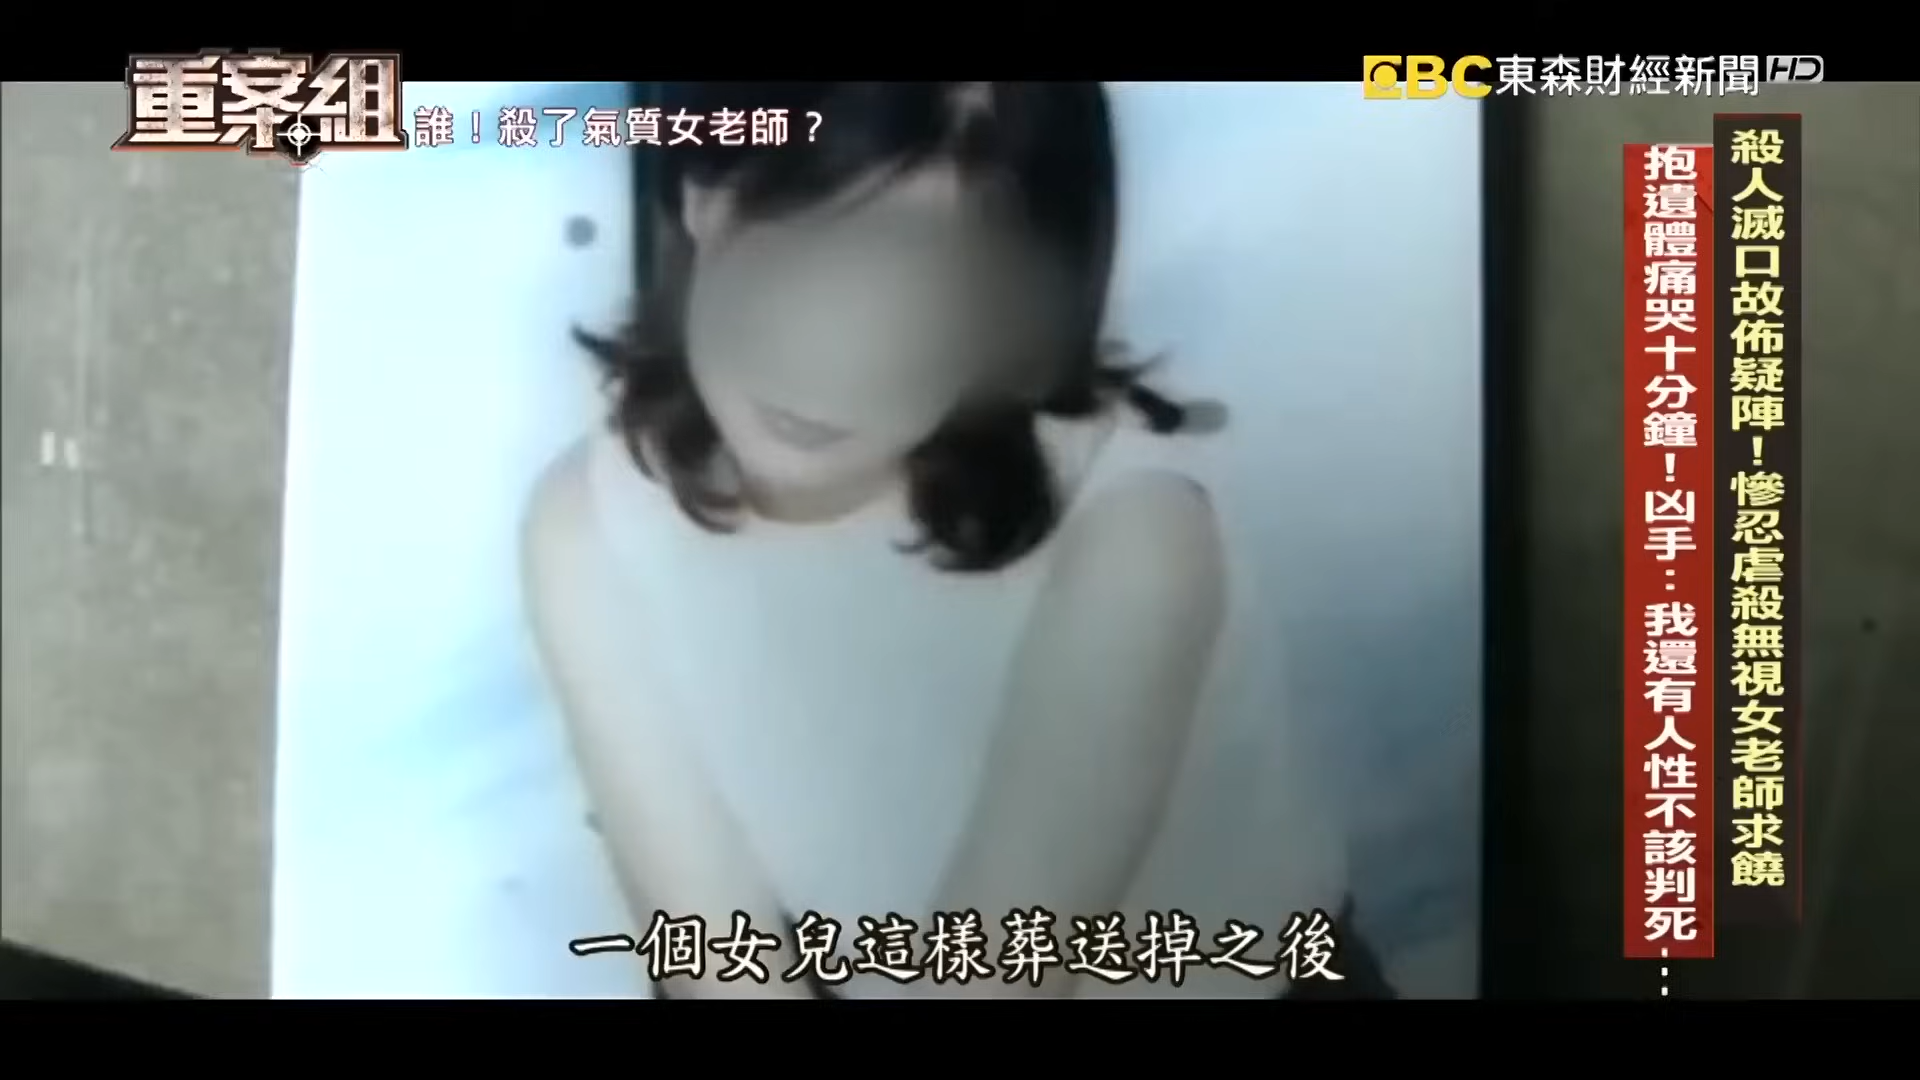 重案組
誰！殺了氣質女老師？
EBC東森財經新聞HD
殺人滅口故佈疑陣！慘忍虐殺無視女老師求饒
抱遺體痛哭十分鐘！凶手…我還有人性不該判死……
一個女兒這樣葬送掉之後